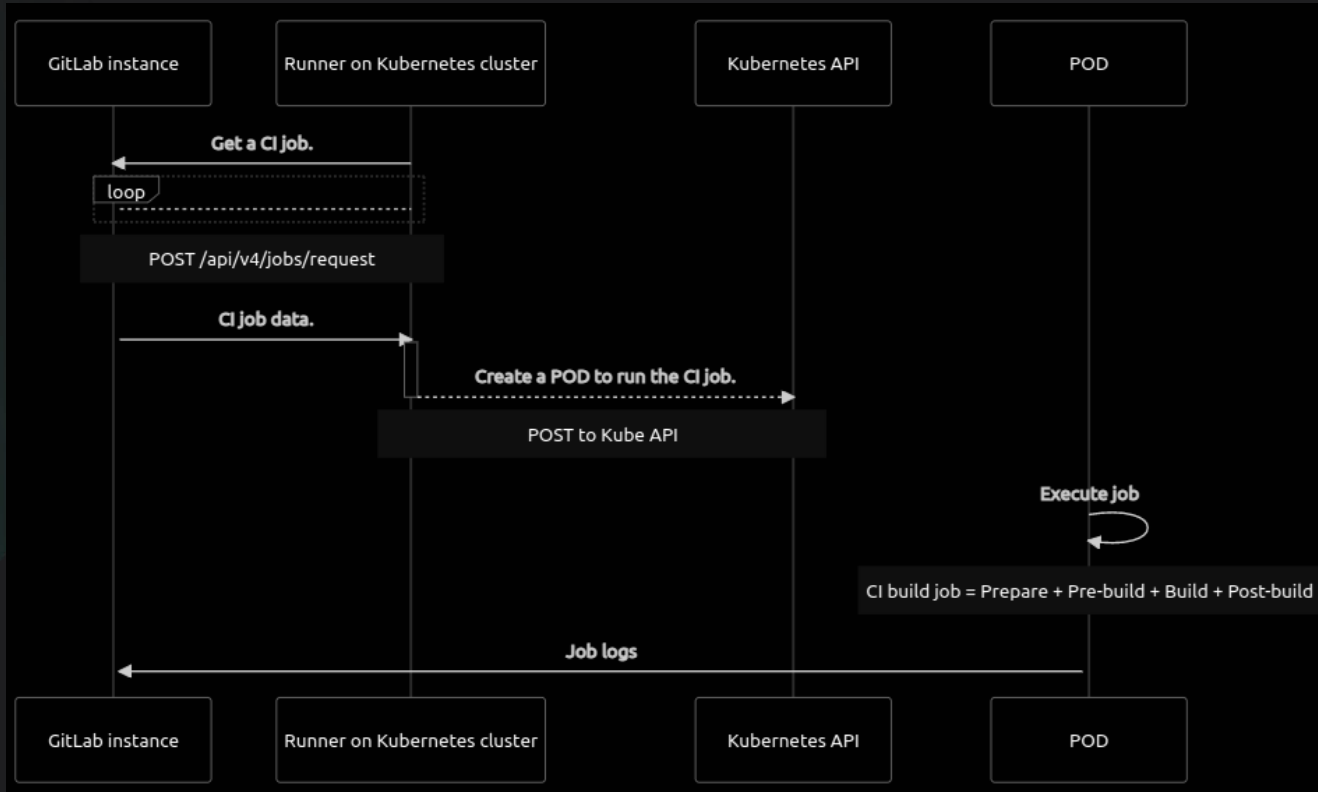 GitLab instance
Runner on Kubernetes cluster
Kubernetes API
POD
Get a CI job.
loop
POST /api/v4/jobs/request
CI job data.
Create a POD to run the CI job.
POST to Kube API
Execute job
CI build job = Prepare + Pre-build + Build + Post-build
Job logs
GitLab instance
Runner on Kubernetes cluster
Kubernetes API
POD